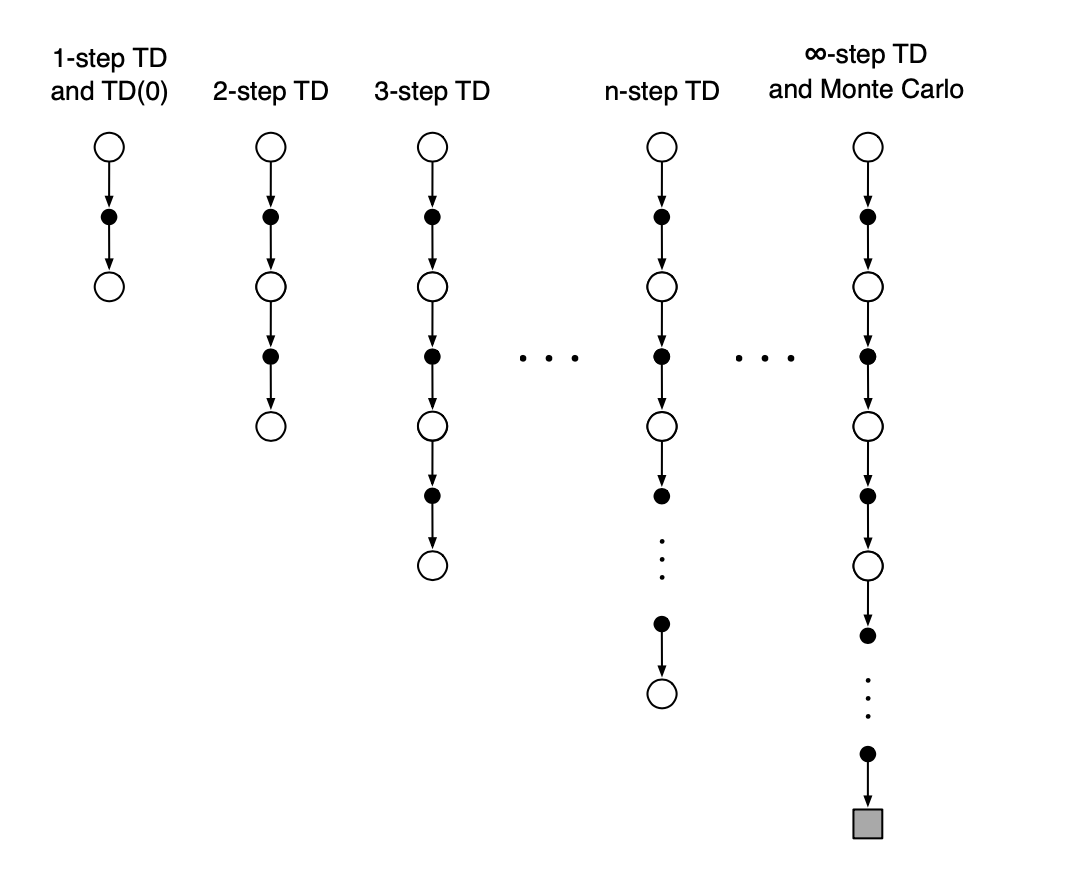 1-step TD
and TD(0)
2-step TD
3-step TD
n-step TD
∞-step TD
and Monte Carlo